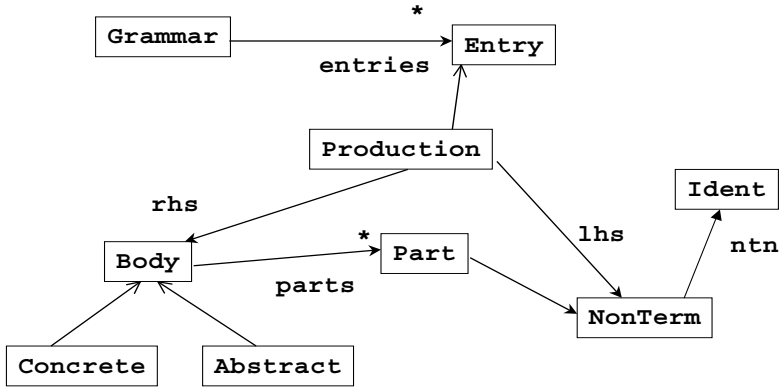 *
Grammar
Entry
entries
Production
Ident
rhs
lhs
*
ntn
Body
Part
parts
NonTerm
Concrete
Abstract